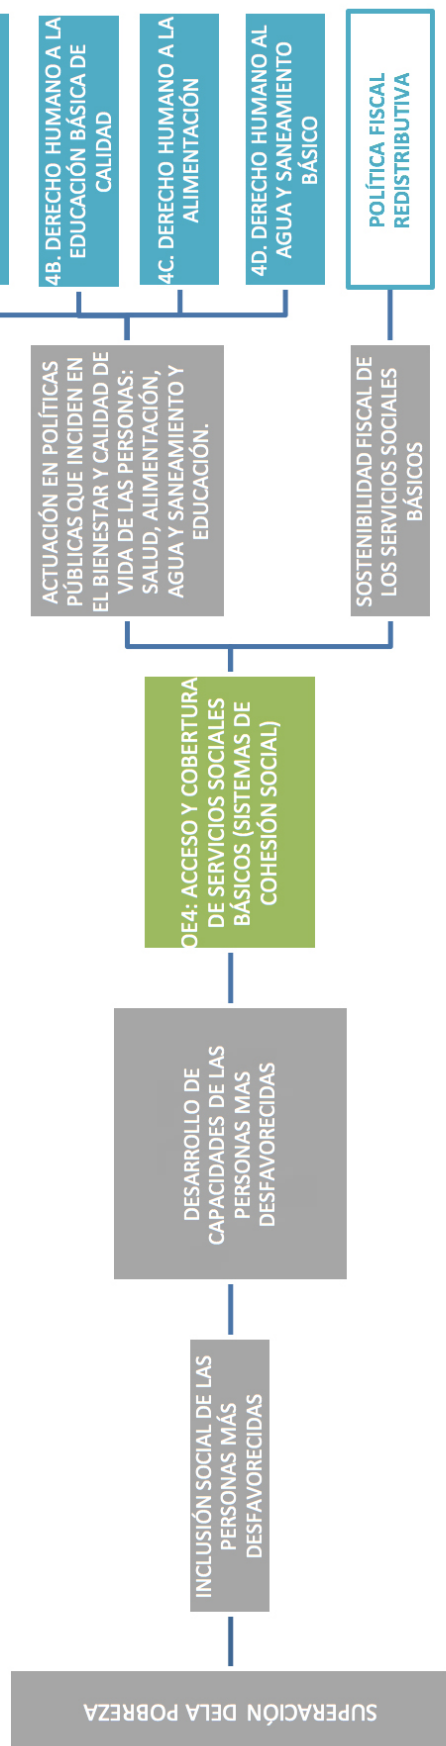 4B. DERECHO HUMANO A LA
EDUCACIÓN BÁSICA DE
CALIDAD
4C. DERECHO HUMANO A LA
ALIMENTACIÓN
4D. DERECHO HUMANO AL
AGUA Y SANEAMIENTO
BÁSICO
POLÍTICA FISCAL
REDISTRIBUTIVA
ACTUACIÓN EN POLÍTICAS
PÚBLICAS QUE INCIDEN EN
EL BIENESTAR Y CALIDAD DE
VIDA DE LAS PERSONAS:
SALUD, ALIMENTACIÓN,
AGUA Y SANEAMIENTO Y
EDUCACIÓN.
SOSTENIBILIDAD FISCAL DE
LOS SERVICIOS SOCIALES
BÁSICOS
OE4: ACCESO Y COBERTURA
DE SERVICIOS SOCIALES
BÁSICOS (SISTEMAS DE
COHESIÓN SOCIAL)
DESARROLLO DE
CAPACIDADES DE LAS
PERSONAS MAS
DESFAVORECIDAS
INCLUSIÓN SOCIAL DE LAS
PERSONAS MÁS
DESFAVORECIDAS
SUPERACIÓN DELA POBREZA